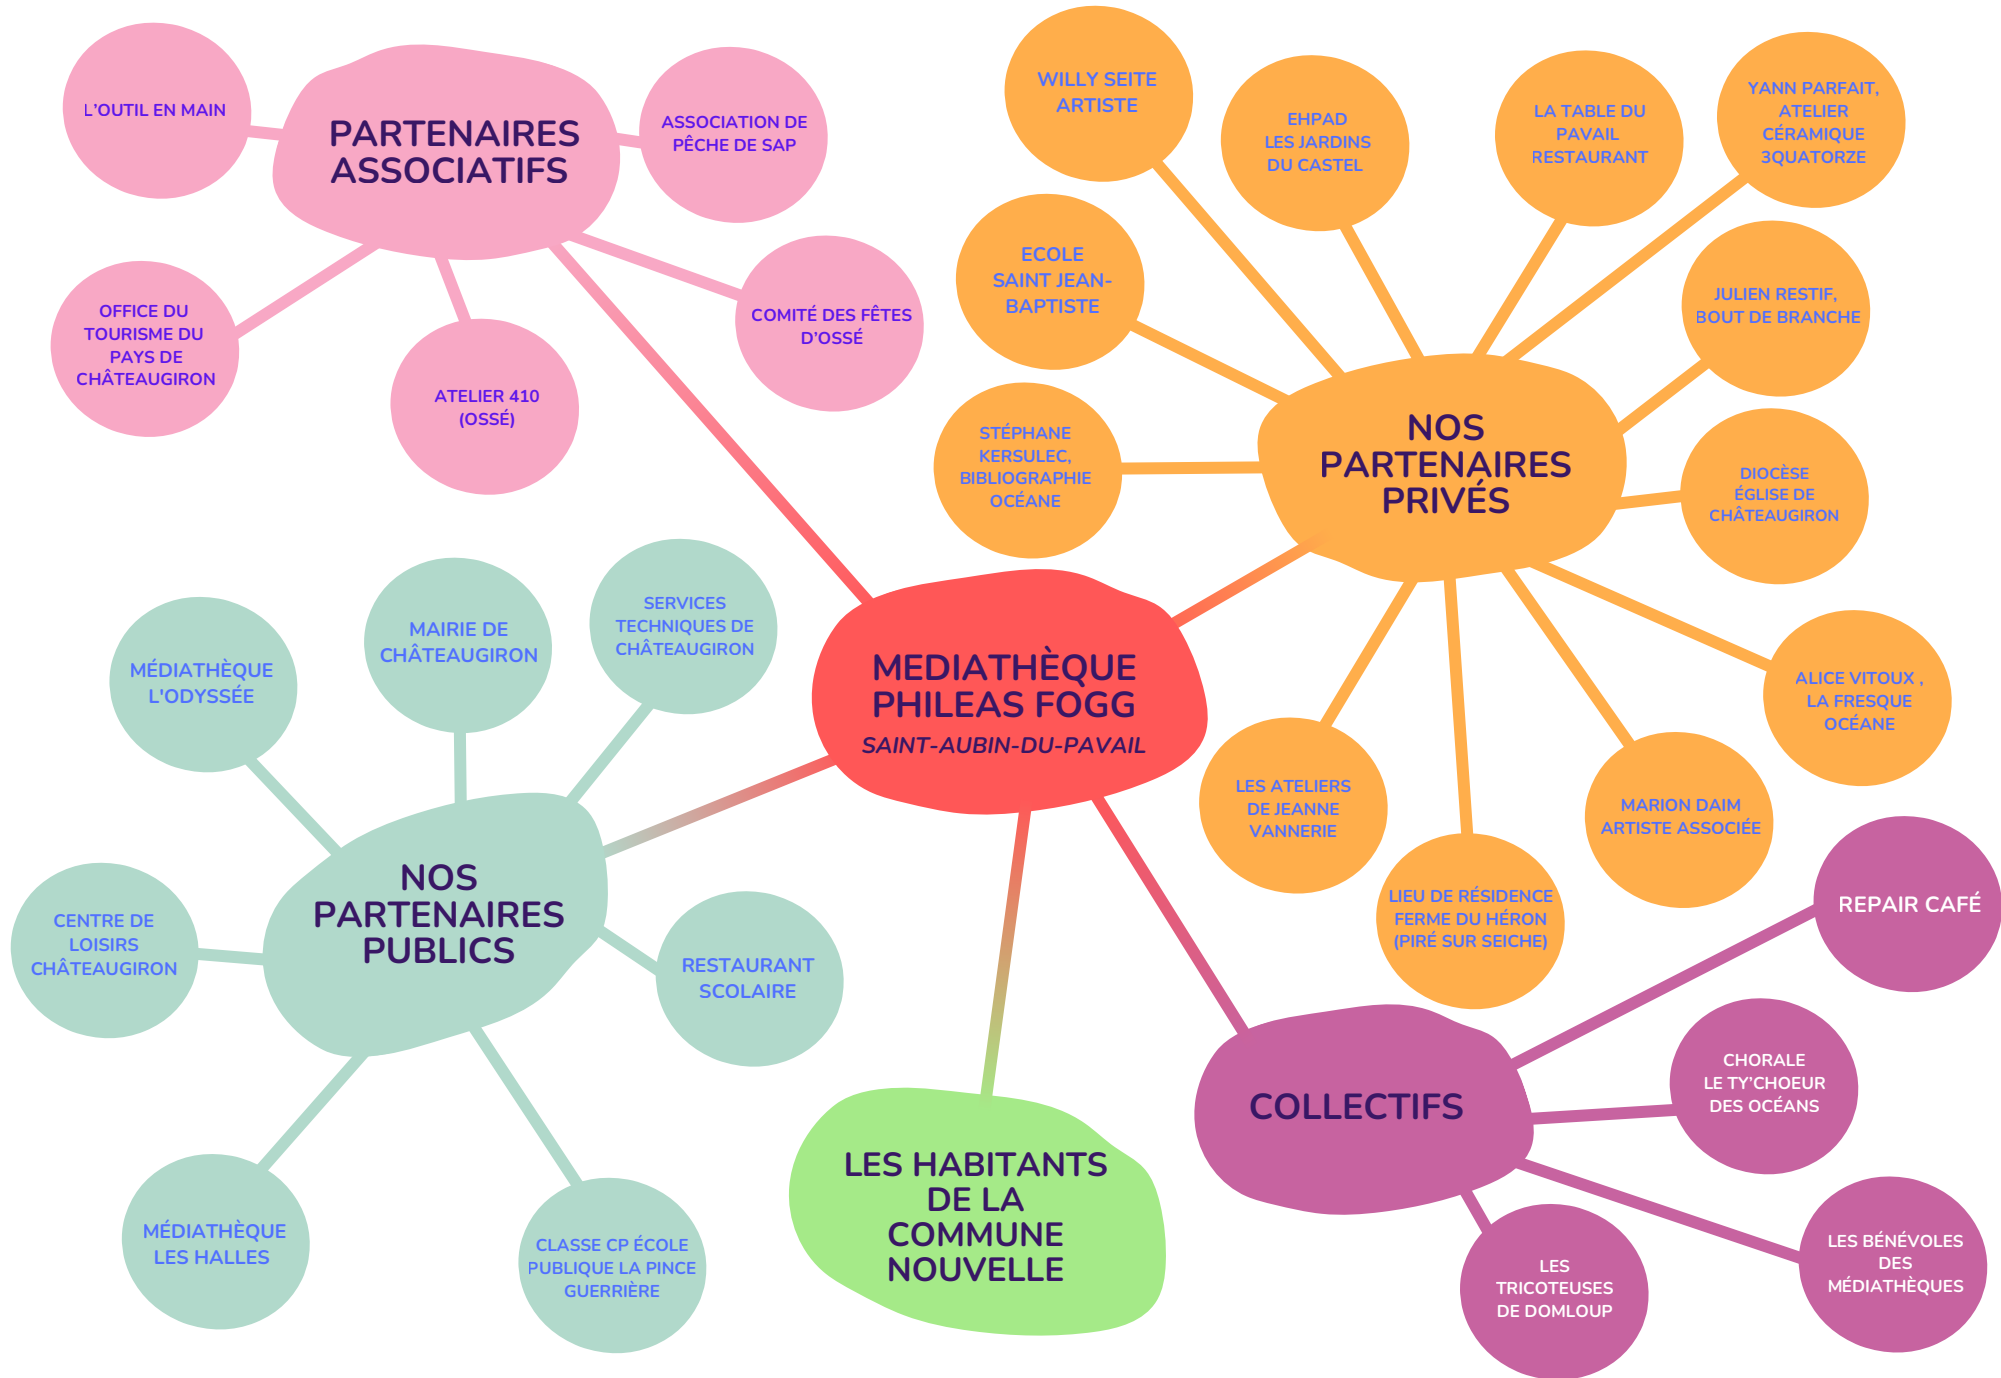 L'OUTIL EN MAIN
PARTENAIRES
ASSOCIATIFS
ASSOCIATION DE
PÊCHE DE SAP
OFFICE DU
TOURISME DU
PAYS DE
CHÂTEAUGIRON
ATELIER 410
(OSSÉ)
COMITÉ DES FÊTES
D'OSSÉ
WILLY SEITE
ARTISTE
EHPAD
LES JARDINS
DU CASTEL
LA TABLE DU
PAVAIL
RESTAURANT
YANN PARFAIT,
ATELIER
CÉRAMIQUE
3QUATORZE
ECOLE
SAINT JEAN-
BAPTISTE
JULIEN RESTIF,
BOUT DE BRANCHE
STÉPHANE
KERSULEC,
BIBLIOGRAPHIE
OCÉANE
NOS
PARTENAIRES
PRIVÉS
DIOCÈSE
ÉGLISE DE
CHÂTEAUGIRON
ALICE VITOUX ,
LA FRESQUE
OCÉANE
LES ATELIERS
DE JEANNE
VANNERIE
LIEU DE RÉSIDENCE
FERME DU HÉRON
(PIRÉ SUR SEICHE)
MARION DAIM
ARTISTE ASSOCIÉE
MEDIATHÈQUE
PHILEAS FOGG
SAINT-AUBIN-DU-PAVAIL
MÉDIATHÈQUE
L'ODYSSÉE
MAIRIE DE
CHÂTEAUGIRON
SERVICES
TECHNIQUES DE
CHÂTEAUGIRON
NOS
PARTENAIRES
PUBLICS
CENTRE DE
LOISIRS
CHÂTEAUGIRON
RESTAURANT
SCOLAIRE
MÉDIATHÈQUE
LES HALLES
CLASSE CP ÉCOLE
PUBLIQUE LA PINCE
GUERRIÈRE
LES HABITANTS
DE LA
COMMUNE
NOUVELLE
COLLECTIFS
REPAIR CAFÉ
CHORALE
LE TY'CHOEUR
DES OCÉANS
LES BÉNÉVOLES
DES
MÉDIATHÈQUES
LES
TRICOTEUSES
DE DOMLOUP